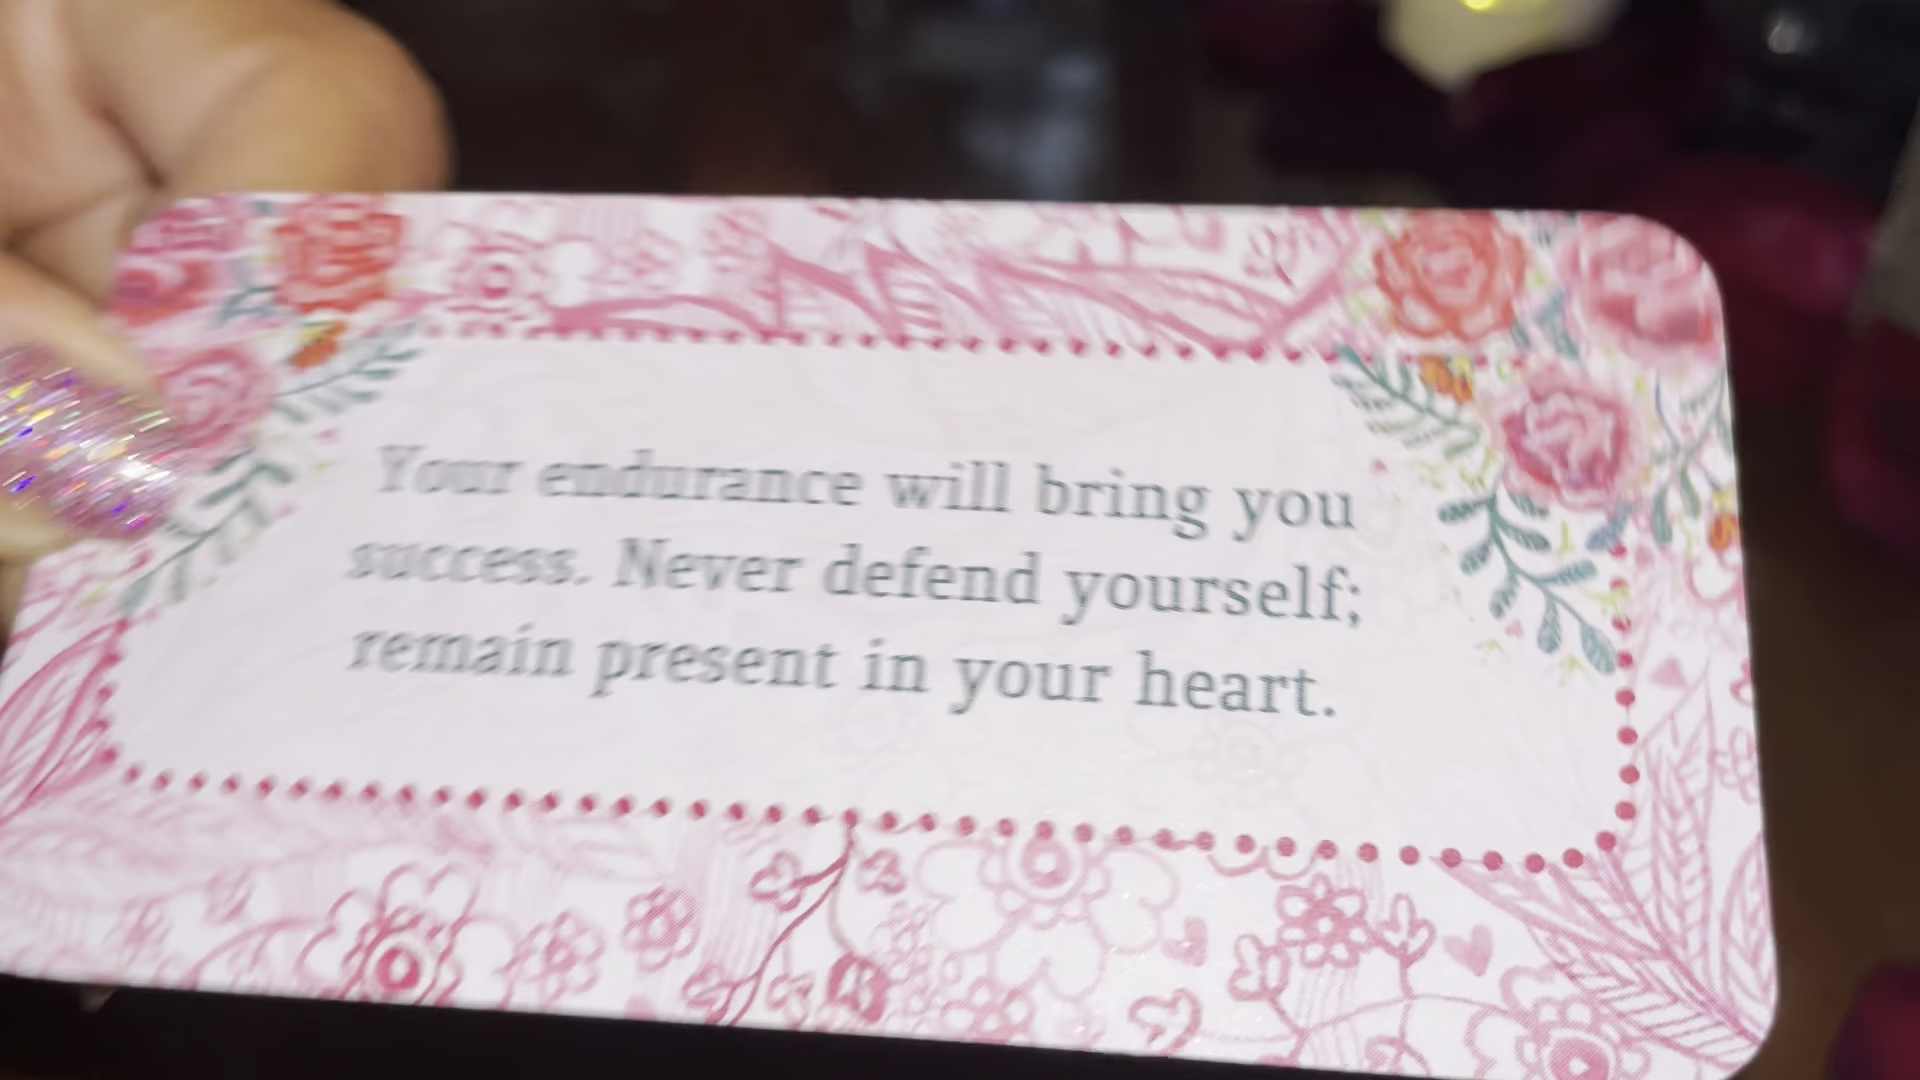 Your endurance will bring you
success. Never defend yourself;
remain present in your heart.